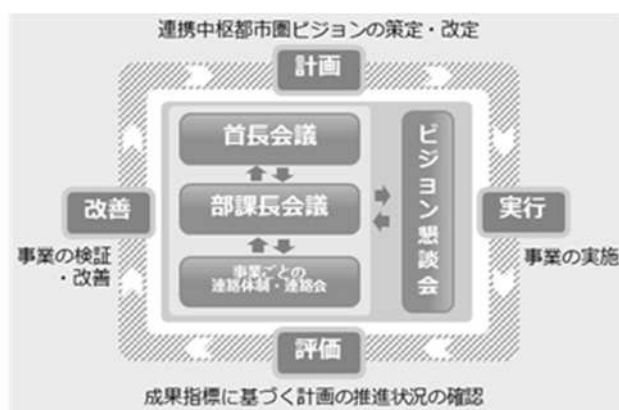 連携中枢都市圏ビジョンの策定・改定
計画
首長会議
部課長会議
事業ごとの
連絡体制・連絡会
ビジョン懇談会
改善
事業の検証
・改善
実行
事業の実施
評価
成果指標に基づく計画の推進状況の確認